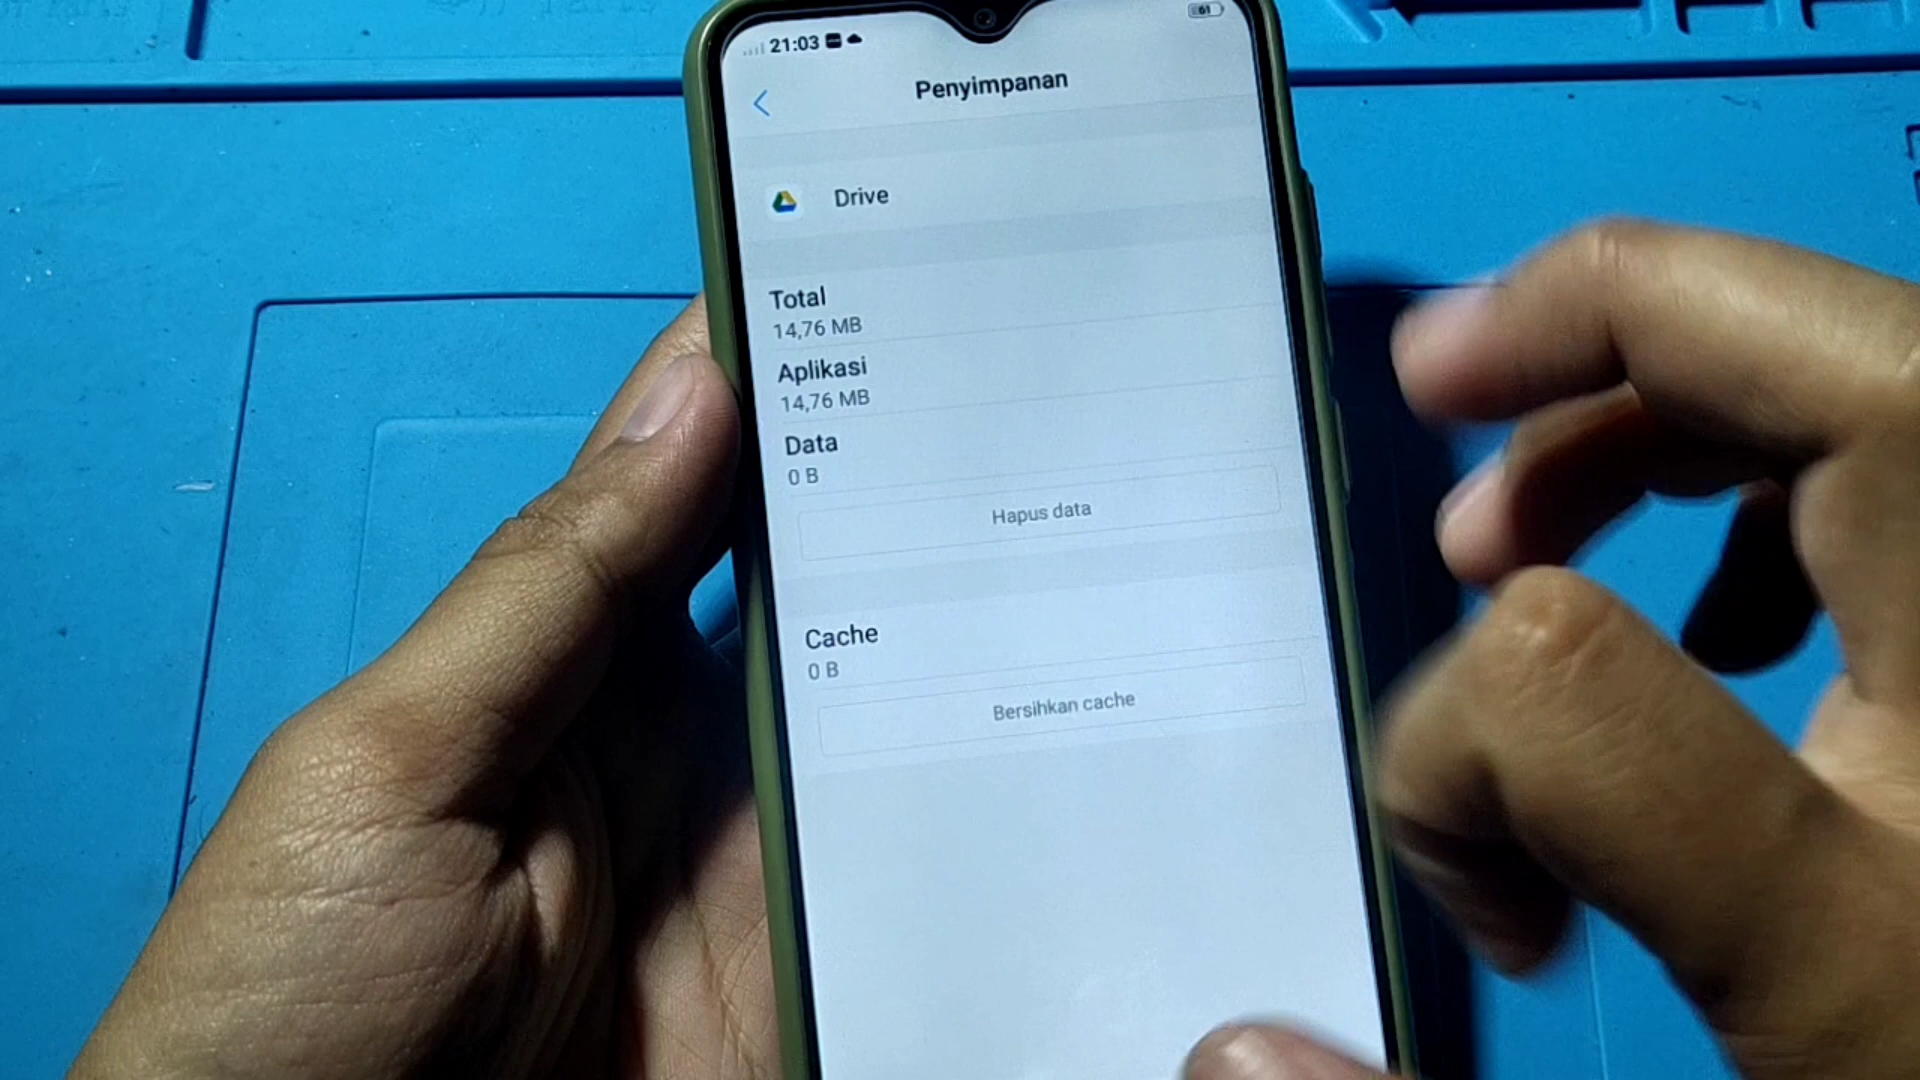 21:03
61
Penyimpanan
Drive
Total
14,76 MB
Aplikasi
14,76 MB
Data
0 B
Hapus data
Cache
0 B
Bersihkan cache